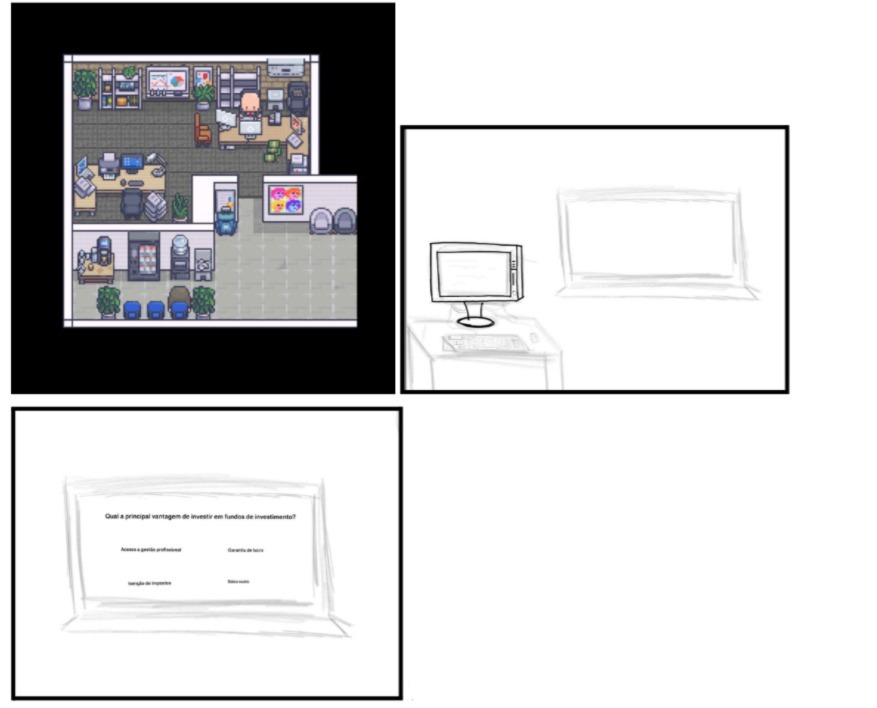 Qual a principal vantagem de investir em fundos de investimento?
Acesso a gestão profissional
Garantia de lucro
Isenção de impostos
Baixo custo